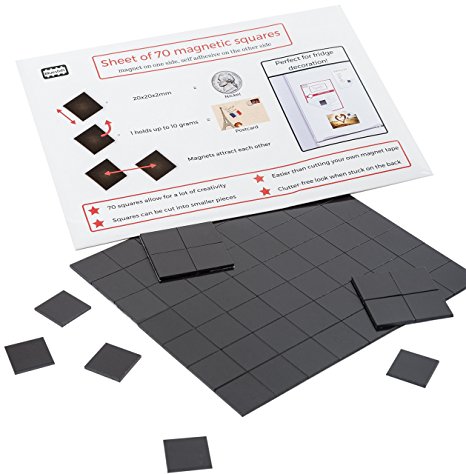 Sheet of 70 magnetic squares
magnet on one side, self adhesive on the other side
20x20x2mm
=
Nickel
1 holds up to 10 grams
=
Postcard
Magnets attract each other
Perfect for fridge
decoration!
70 squares allow for a lot of creativity
Squares can be cut into smaller pieces
Easier than cutting your own magnet tape
Clutter-free look when stuck on the back